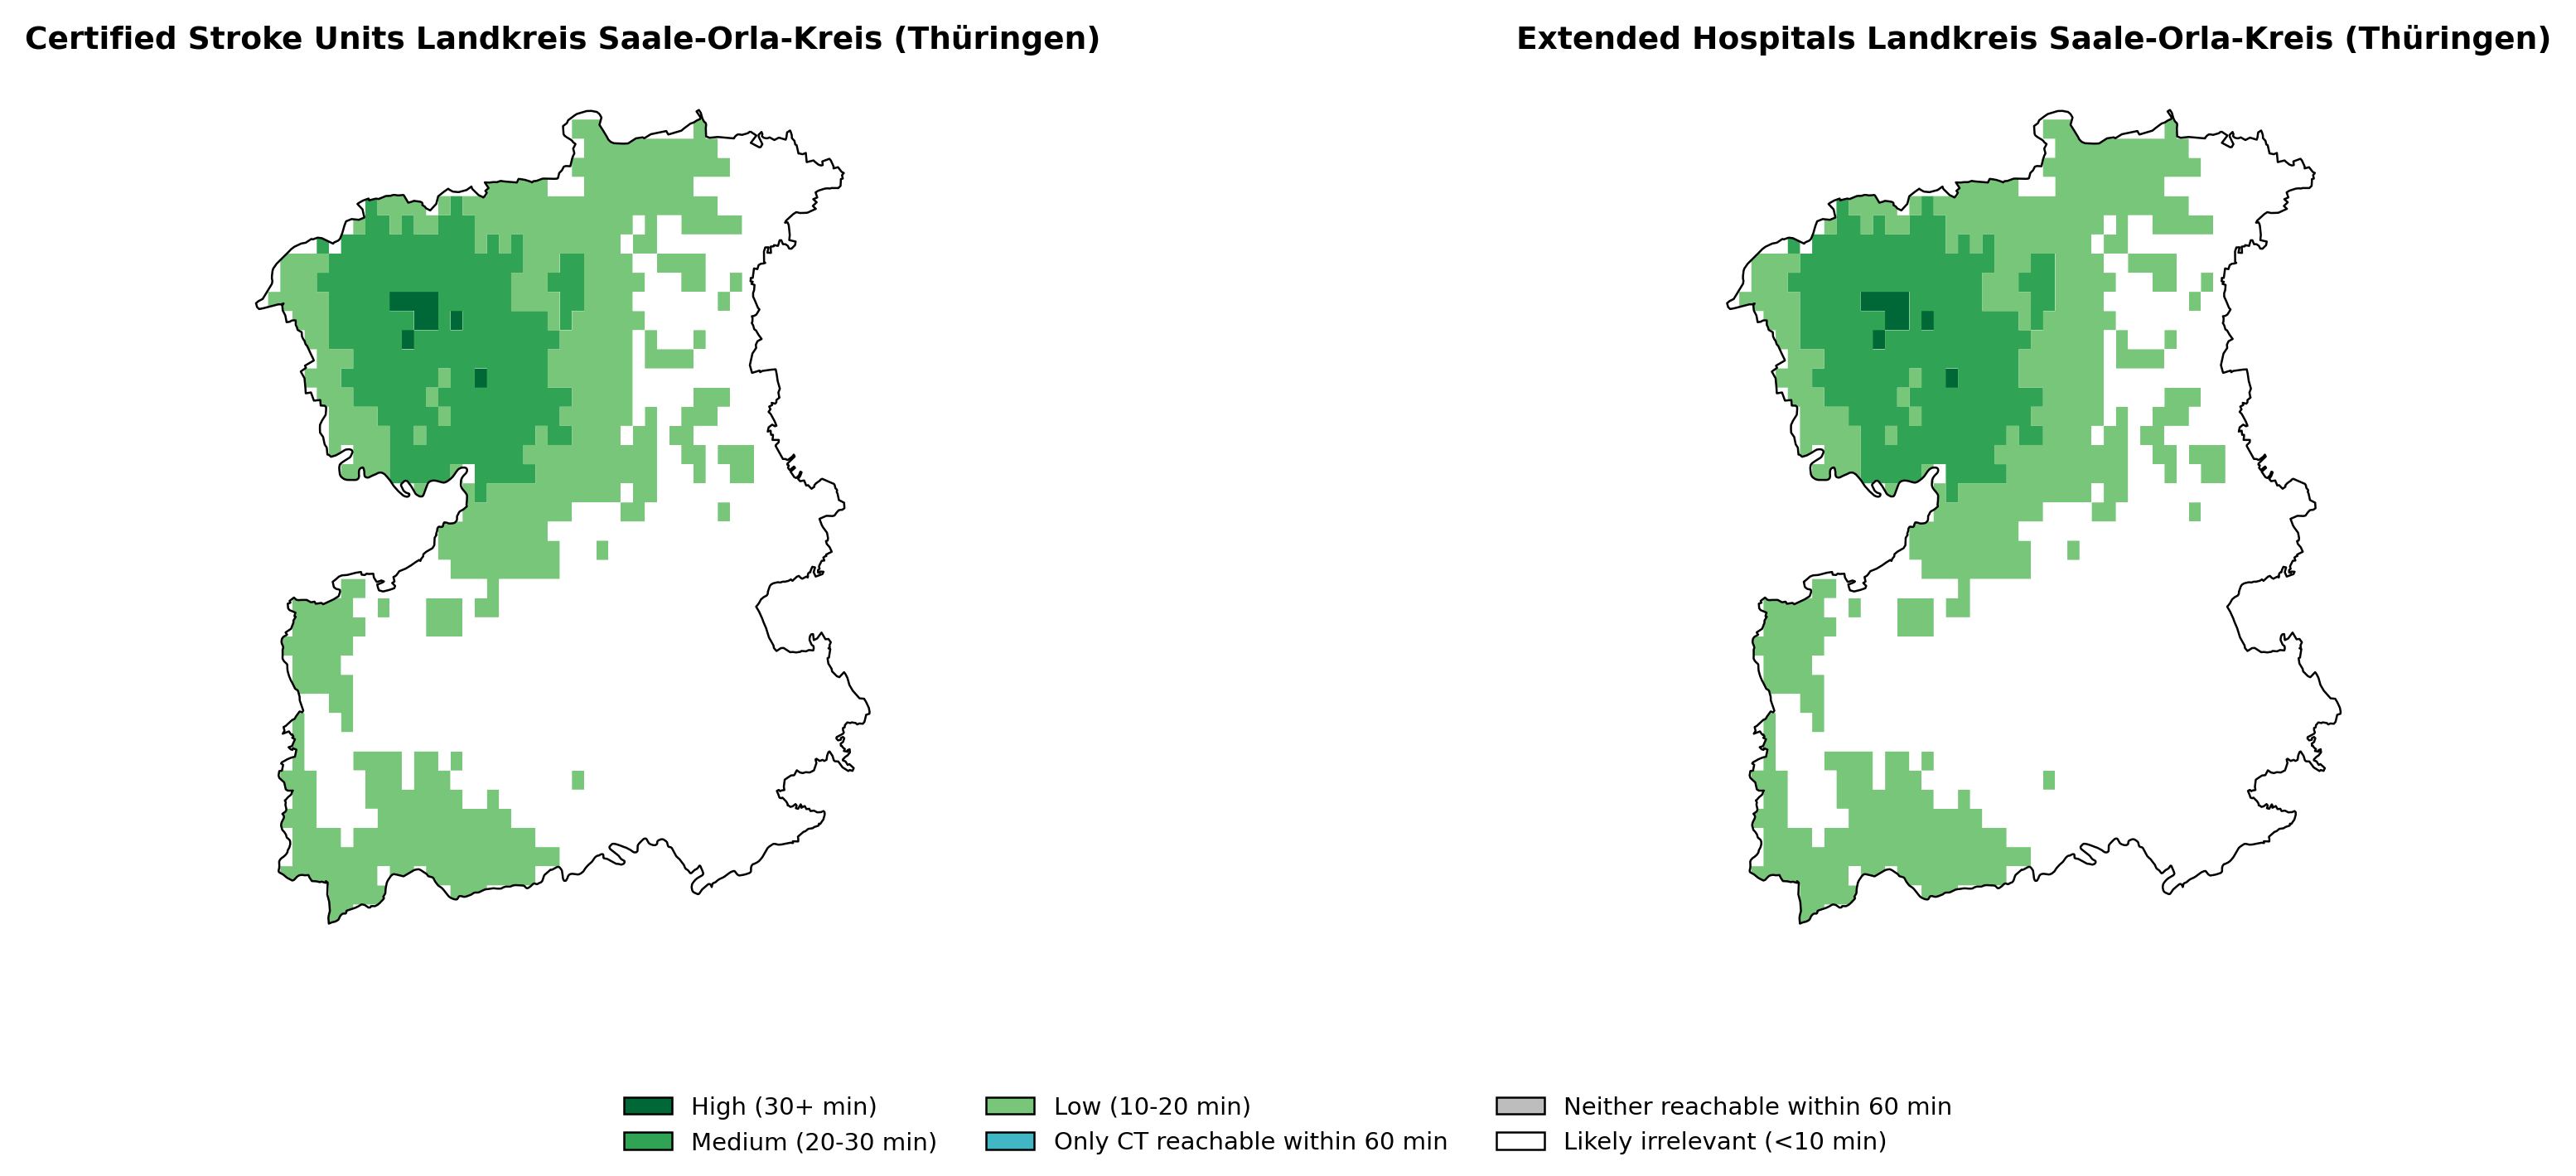 Certified Stroke Units Landkreis Saale-Orla-Kreis (Thüringen)
Extended Hospitals Landkreis Saale-Orla-Kreis (Thüringen)
High (30+ min)
Medium (20-30 min)
Low (10-20 min)
Only CT reachable within 60 min
Neither reachable within 60 min
Likely irrelevant (<10 min)